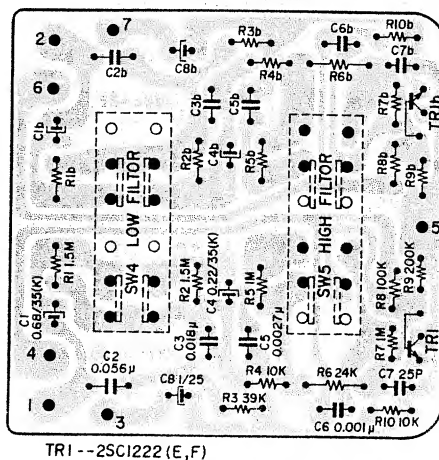 7
2
R3b
C6b
R10b
C2b
C8b
C7b
R4b
R6b
6
C3b
C5b
R7b
TR1b
C1b
R1b
R2b
C4b
R5b
R8b
R9b
SW4 LOW FILTOR
SW5 HIGH FILTOR
5
R1 1.5M
R2 1.5M
C4 0.22/35(K)
R5 1M
R8 100K
R9 200K
C1
0.68/35(K)
C3
0.018μ
C5
0.0027μ
R7 1M
TR1
4
C2
0.056μ
C8 1/25
R4 10K
R6 24K
C7 25P
1
3
R3 39K
C6 0.001μ
R10 10K
TR1--2SC1222(E,F)